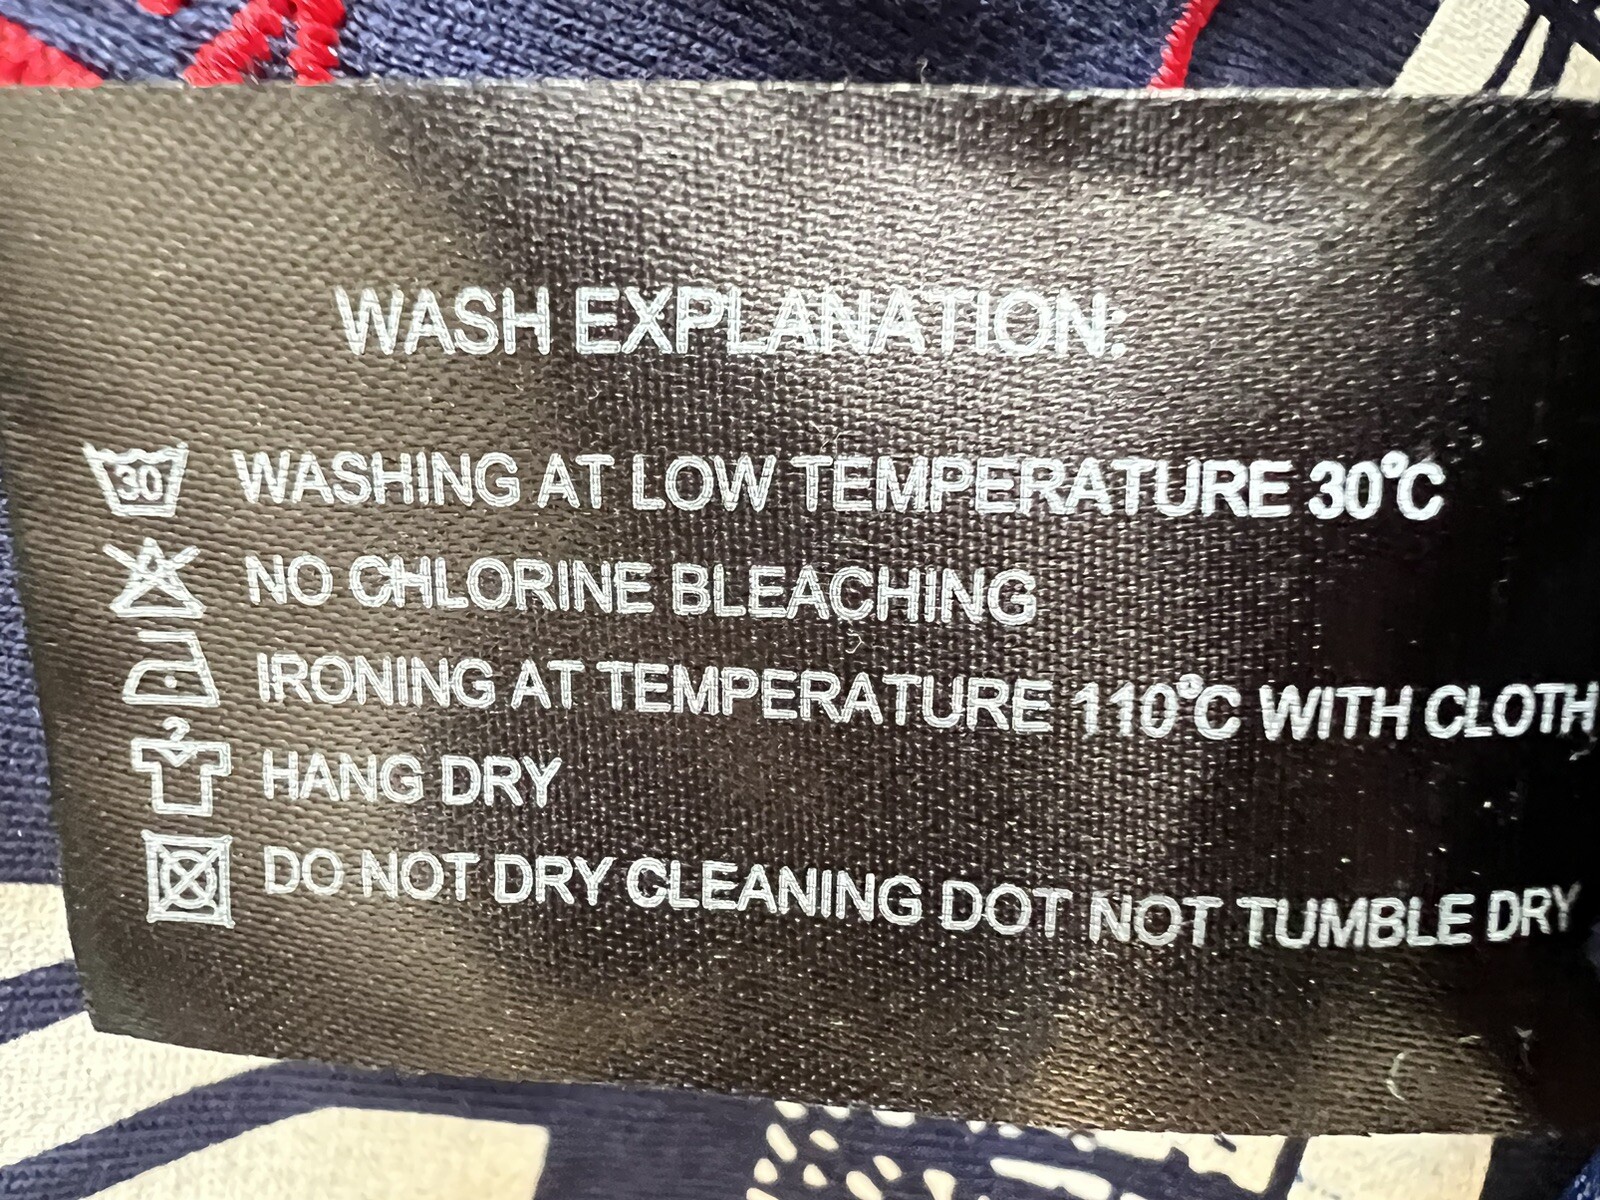 WASH EXPLANATION:
30 WASHING AT LOW TEMPERATURE 30°C
NO CHLORINE BLEACHING
IRONING AT TEMPERATURE 110°C WITH CLOTH
HANG DRY
DO NOT DRY CLEANING DOT NOT TUMBLE DRY